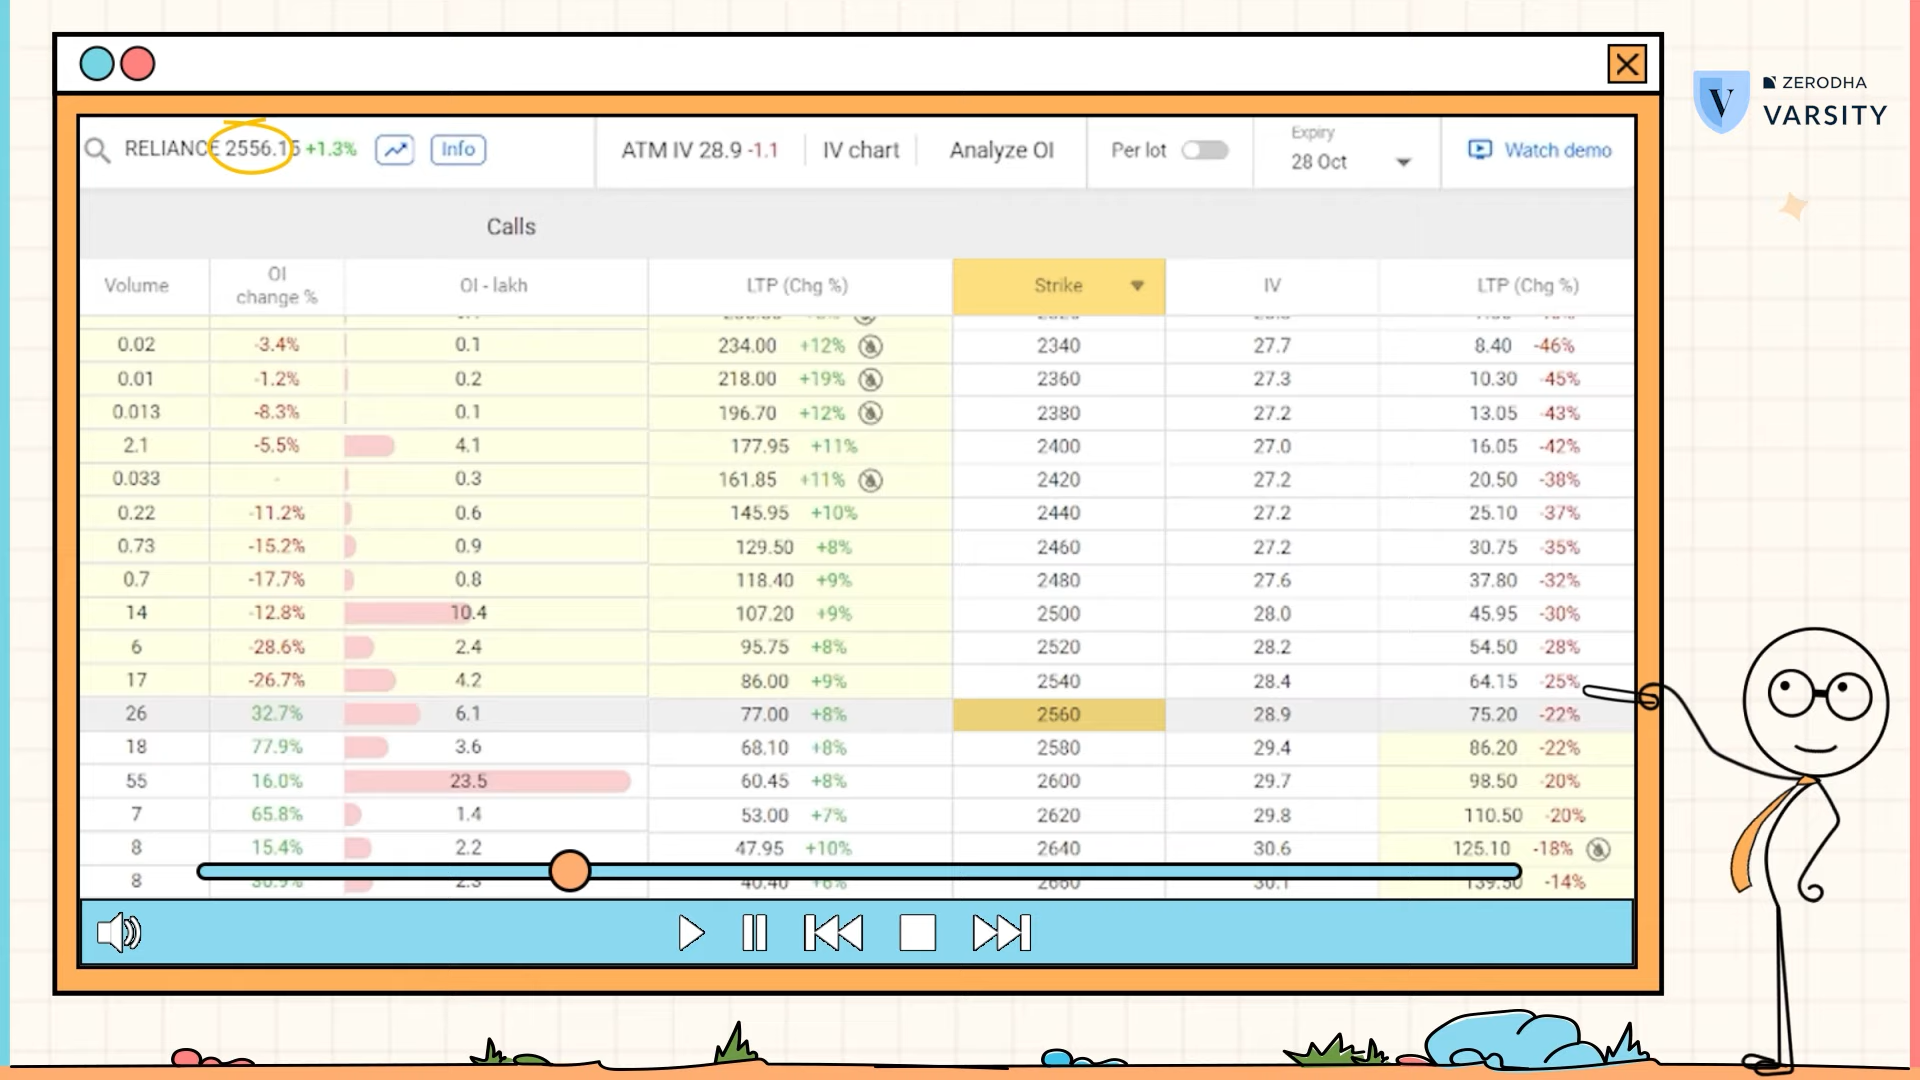 ZERODHA
VARSITY
RELIANCE 2556.15 +1.3% Info ATM IV 28.9 -1.1 IV chart Analyze OI Per lot Expiry 28 Oct Watch demo
Calls
Volume OI change % OI - lakh LTP (Chg %) Strike IV LTP (Chg %)
0.02 -3.4% 0.1 234.00 +12% 2340 27.7 8.40 -46%
0.01 -1.2% 0.2 218.00 +19% 2360 27.3 10.30 -45%
0.013 -8.3% 0.1 196.70 +12% 2380 27.2 13.05 -43%
2.1 -5.5% 4.1 177.95 +11% 2400 27.0 16.05 -42%
0.033 - 0.3 161.85 +11% 2420 27.2 20.50 -38%
0.22 -11.2% 0.6 145.95 +10% 2440 27.2 25.10 -37%
0.73 -15.2% 0.9 129.50 +8% 2460 27.2 30.75 -35%
0.7 -17.7% 0.8 118.40 +9% 2480 27.6 37.80 -32%
14 -12.8% 10.4 107.20 +9% 2500 28.0 45.95 -30%
6 -28.6% 2.4 95.75 +8% 2520 28.2 54.50 -28%
17 -26.7% 4.2 86.00 +9% 2540 28.4 64.15 -25%
26 32.7% 6.1 77.00 +8% 2560 28.9 75.20 -22%
18 77.9% 3.6 68.10 +8% 2580 29.4 86.20 -22%
55 16.0% 23.5 60.45 +8% 2600 29.7 98.50 -20%
7 65.8% 1.4 53.00 +7% 2620 29.8 110.50 -20%
8 15.4% 2.2 47.95 +10% 2640 30.6 125.10 -18%
8 2660 30.1 139.50 -14%